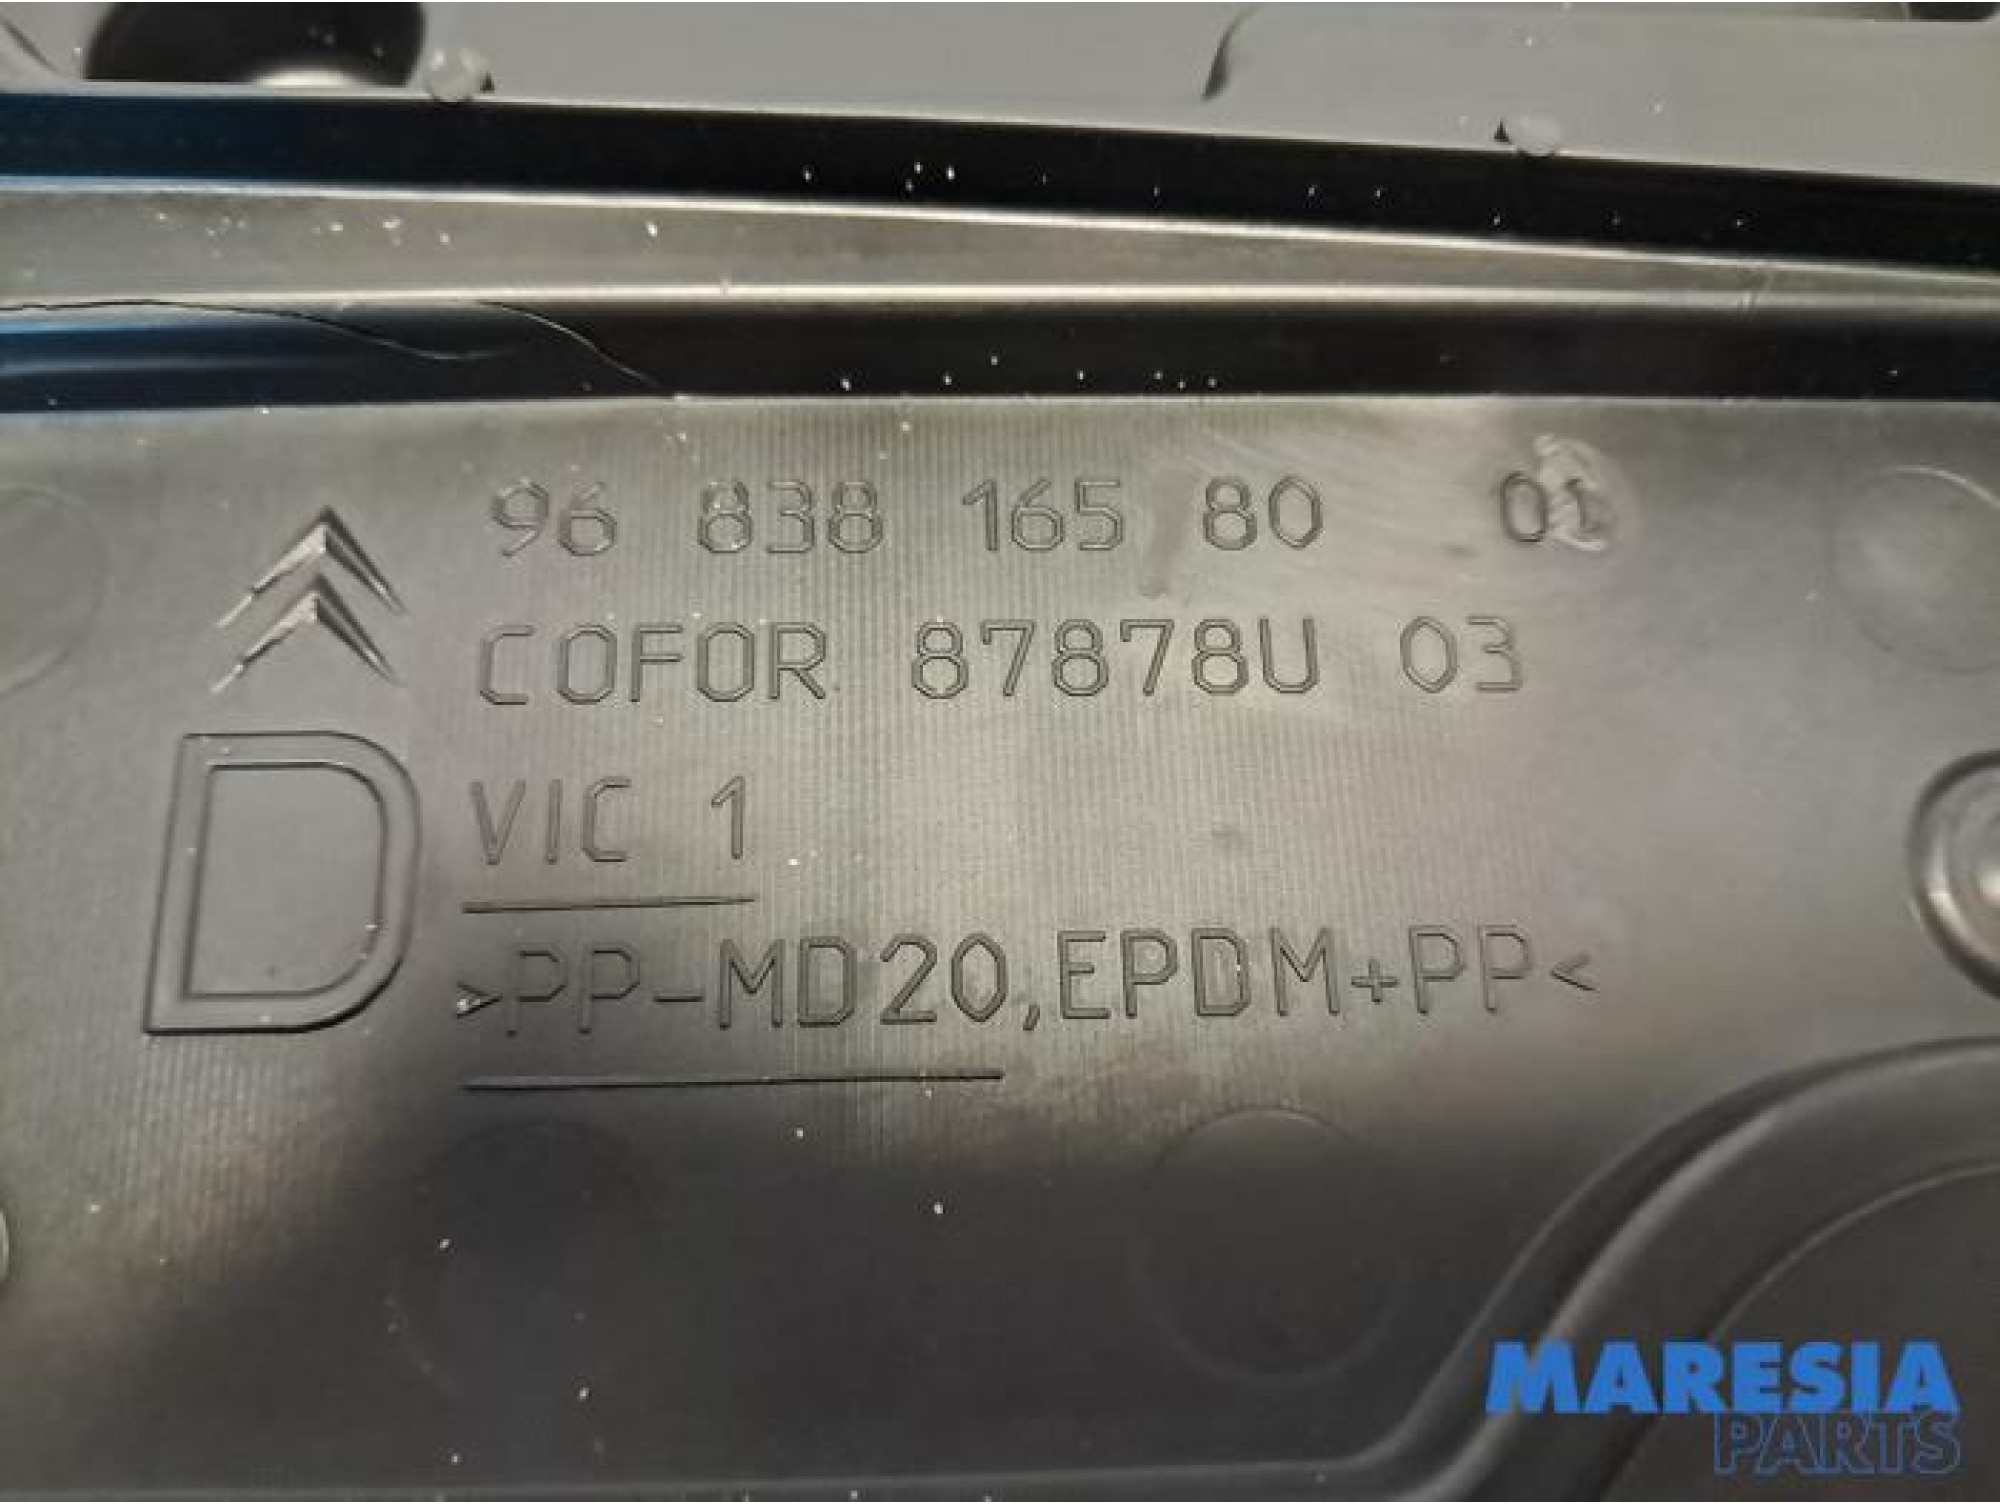 96 838 165 80 01
COFOR 87878U 03
D
VIC 1
>PP-MD20,EPDM+PP<
MARESIA
PARTS